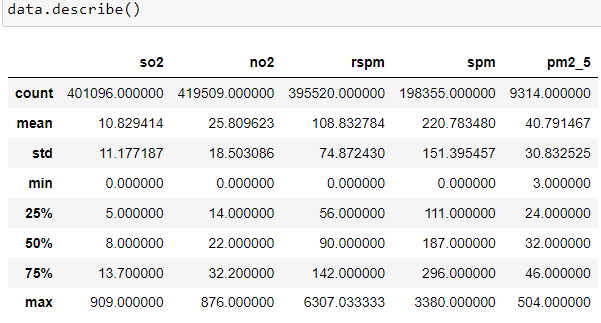 data.describe()
so2 no2 rspm spm pm2_5
count 401096.000000 419509.000000 395520.000000 198355.000000 9314.000000
mean 10.829414 25.809623 108.832784 220.783480 40.791467
std 11.177187 18.503086 74.872430 151.395457 30.832525
min 0.000000 0.000000 0.000000 0.000000 3.000000
25% 5.000000 14.000000 56.000000 111.000000 24.000000
50% 8.000000 22.000000 90.000000 187.000000 32.000000
75% 13.700000 32.200000 142.000000 296.000000 46.000000
max 909.000000 876.000000 6307.033333 3380.000000 504.000000